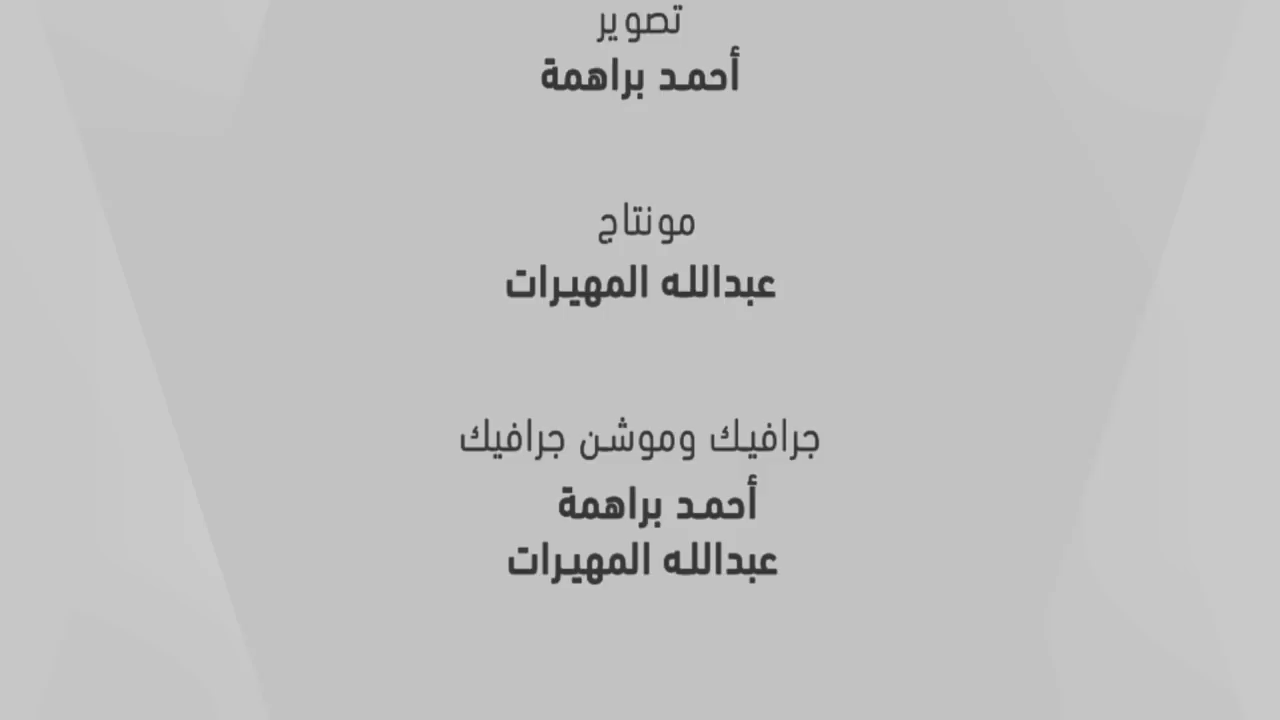 تصوير
أحمد براهمة
مونتاج
عبدالله المهيرات
جرافيك وموشن جرافيك
أحمد براهمة
عبدالله المهيرات